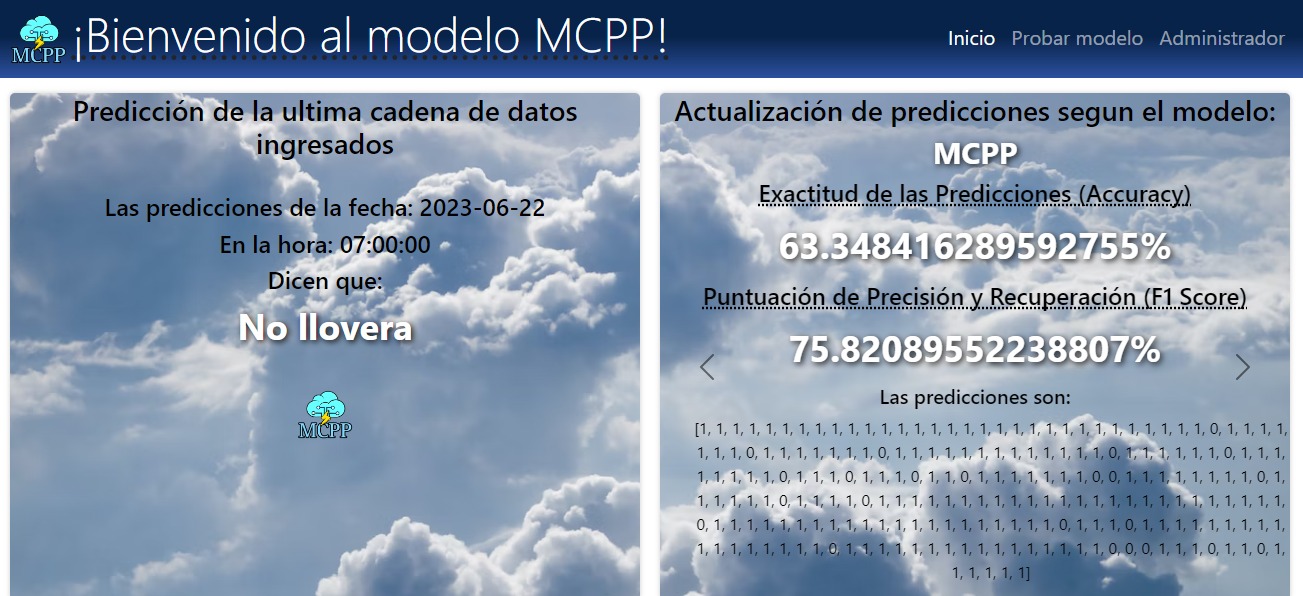 MCPP
¡Bienvenido al modelo MCPP!
Inicio Probar modelo Administrador
Predicción de la ultima cadena de datos
ingresados
Las predicciones de la fecha: 2023-06-22
En la hora: 07:00:00
Dicen que:
No llovera
MCPP
Actualización de predicciones segun el modelo:
MCPP
Exactitud de las Predicciones (Accuracy)
63.348416289592755%
Puntuación de Precisión y Recuperación (F1 Score)
75.82089552238807%
Las predicciones son:
[1, 1, 1, 1, 1, 1, 1, 1, 1, 1, 1, 1, 1, 1, 1, 1, 1, 1, 1, 1, 1, 1, 1, 1, 1, 1, 1, 1, 1, 1, 1, 0, 1, 1, 1, 1,
1, 1, 1, 0, 1, 1, 1, 1, 1, 1, 1, 0, 1, 1, 1, 1, 1, 1, 1, 1, 1, 1, 1, 1, 1, 0, 1, 1, 1, 1, 1, 1, 0, 1, 1, 1,
1, 1, 1, 1, 1, 0, 1, 1, 1, 0, 1, 1, 1, 0, 1, 1, 0, 1, 1, 1, 1, 1, 1, 1, 0, 0, 1, 1, 1, 1, 1, 1, 1, 1, 0, 1,
1, 1, 1, 1, 1, 0, 1, 1, 1, 1, 0, 1, 1, 1, 1, 1, 1, 1, 1, 1, 1, 1, 1, 1, 1, 1, 1, 1, 1, 1, 1, 1, 1, 1, 1, 1,
0, 1, 1, 1, 1, 1, 1, 1, 1, 1, 1, 1, 1, 1, 1, 1, 1, 1, 1, 1, 1, 1, 0, 1, 1, 1, 0, 1, 1, 1, 1, 1, 1, 1, 1, 1,
1, 1, 1, 1, 1, 1, 1, 1, 0, 1, 1, 1, 1, 1, 1, 1, 1, 1, 1, 1, 1, 1, 1, 1, 1, 0, 0, 0, 1, 1, 1, 0, 1, 1, 0, 1,
1, 1, 1, 1, 1]